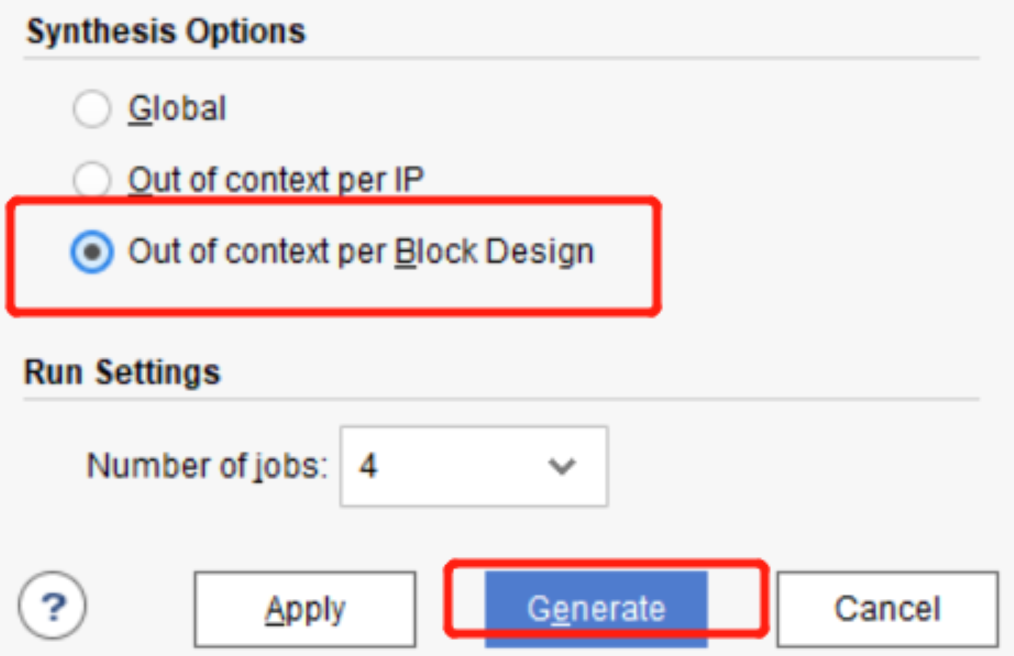 Synthesis Options
Global
Out of context per IP
Out of context per Block Design
Run Settings
Number of jobs: 4
? Apply Generate Cancel